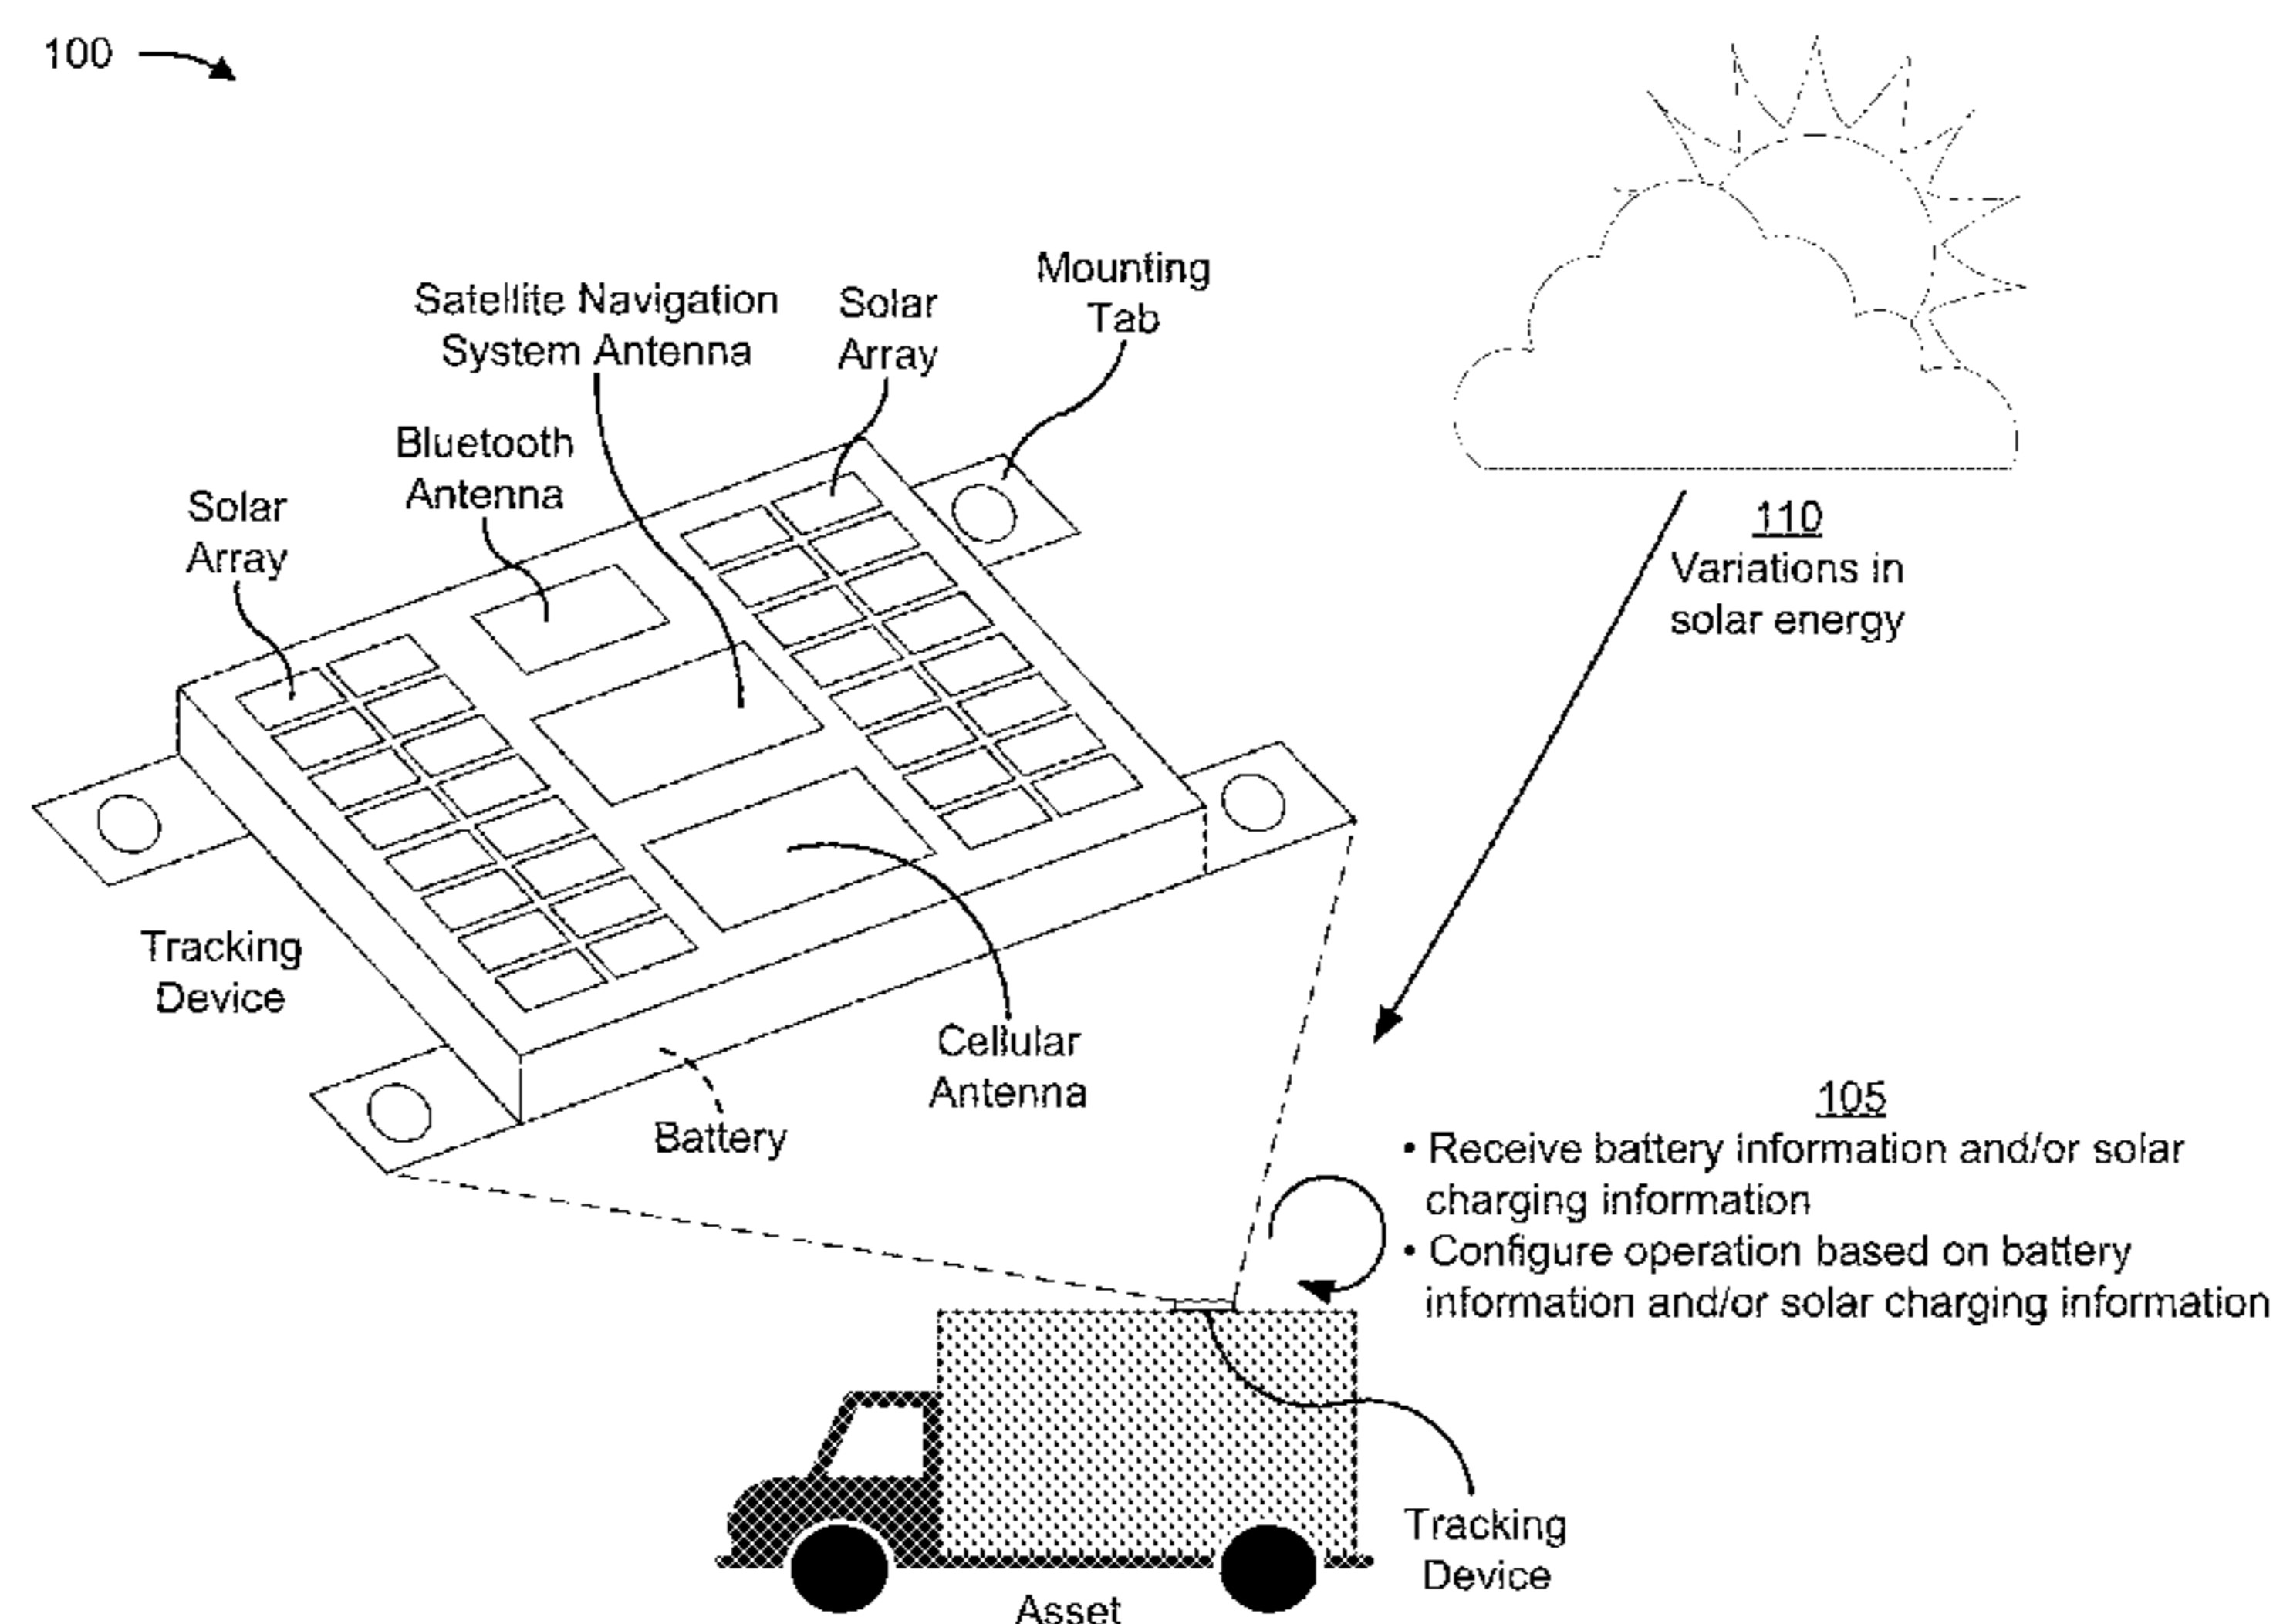 100
Mounting
Tab
Satellite Navigation
System Antenna
Solar
Array
Bluetooth
Antenna
Solar
Array
110
Variations in
solar energy
Tracking
Device
Cellular
Antenna
Battery
105
• Receive battery information and/or solar
charging information
• Configure operation based on battery
information and/or solar charging information
Tracking
Device
Asset